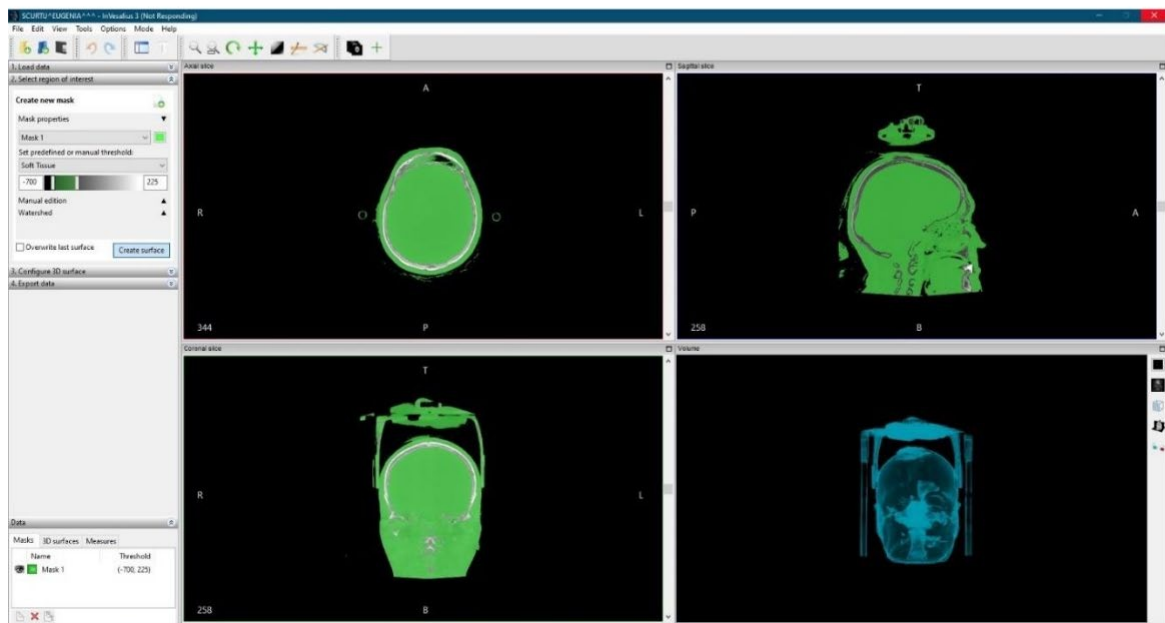 SCURTU^EUGENIA^^^ - InVesalius 3 (Not Responding)
File Edit View Tools Options Mode Help
1. Load data
2. Select region of interest
Create new mask
Mask properties
Mask 1
Set predefined or manual threshold:
Soft Tissue
-700 225
Manual edition
Watershed
Overwrite last surface Create surface
3. Configure 3D surface
4. Export data
Data
Masks 3D surfaces Measures
Name Threshold
Mask 1 (-700, 225)
Axial slice
A
R L
344 P
Sagittal slice
T
P A
258 B
Coronal slice
T
R L
258 B
Volume